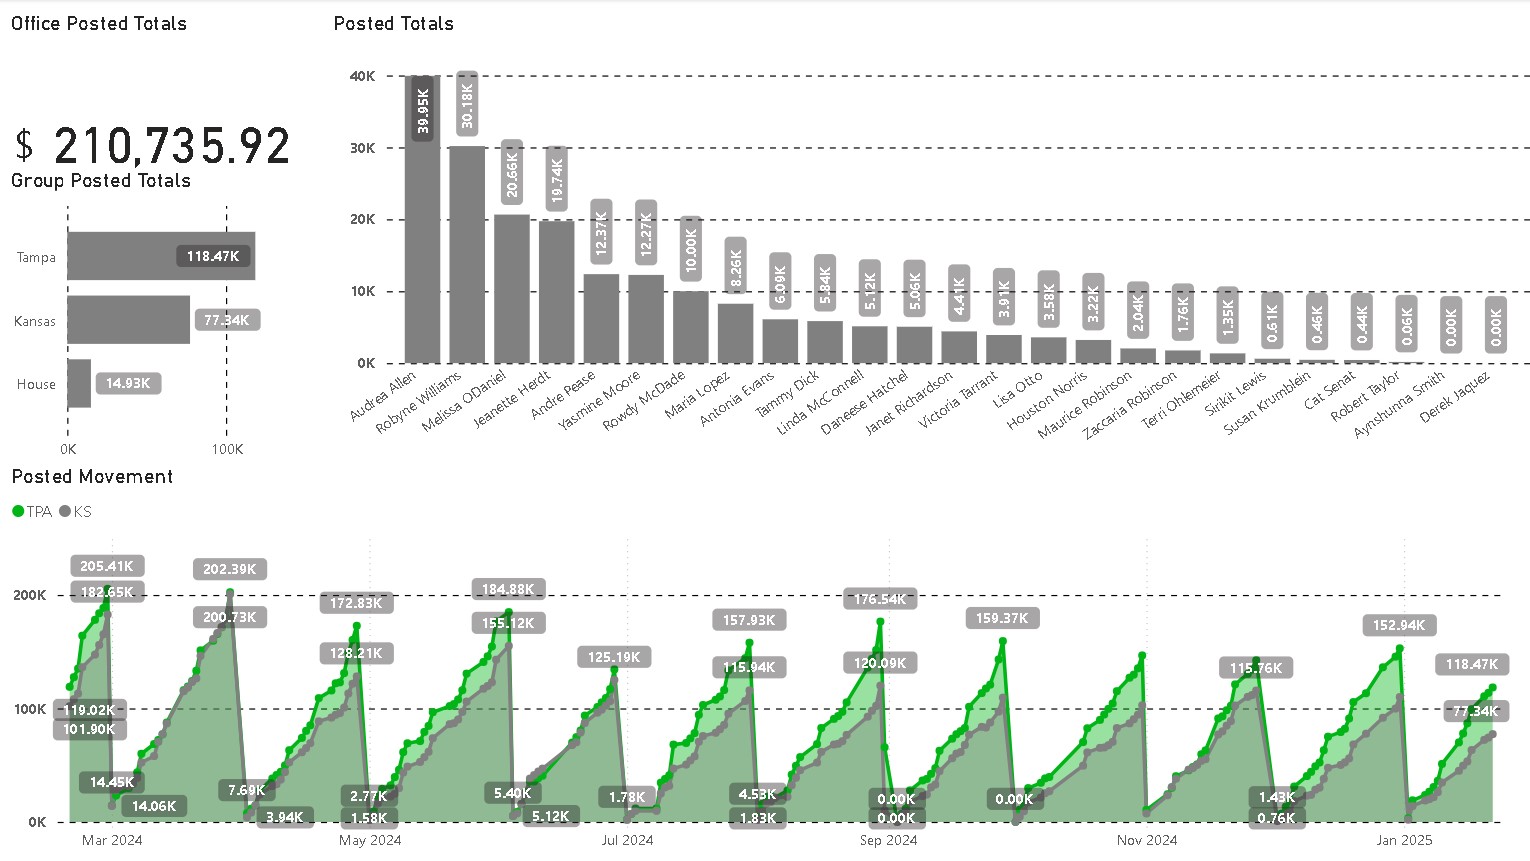 Office Posted Totals
$ 210,735.92
Group Posted Totals
Tampa 118.47K
Kansas 77.34K
House 14.93K
0K 100K
Posted Totals
40K
30K
20K
10K
0K
39.95K 30.18K 20.66K 19.74K 12.37K 12.27K 10.00K 8.26K 6.09K 5.84K 5.12K 5.06K 4.41K 3.91K 3.58K 3.22K 2.04K 1.76K 1.35K 0.61K 0.46K 0.44K 0.06K 0.00K 0.00K
Audrea Allen
Robyne Williams
Melissa ODaniel
Jeanette Herdt
Andre Pease
Yasmine Moore
Rowdy McDade
Maria Lopez
Antonia Evans
Tammy Dick
Linda McConnell
Daneese Hatchel
Janet Richardson
Victoria Tarrant
Lisa Otto
Houston Norris
Maurice Robinson
Zaccaria Robinson
Terri Ohlemeier
Sirikit Lewis
Susan Krumblein
Cat Senat
Robert Taylor
Aynshunna Smith
Derek Jaquez
Posted Movement
TPA KS
200K
100K
0K
205.41K 202.39K 172.83K 184.88K 125.19K 157.93K 176.54K 159.37K 115.76K 152.94K 118.47K
182.65K 200.73K 128.21K 155.12K 115.94K 120.09K 77.34K
119.02K
101.90K
14.45K 7.69K 2.77K 5.40K 1.78K 4.53K 0.00K 0.00K 1.43K
14.06K 3.94K 1.58K 5.12K 1.83K 0.00K 0.76K
Mar 2024 May 2024 Jul 2024 Sep 2024 Nov 2024 Jan 2025